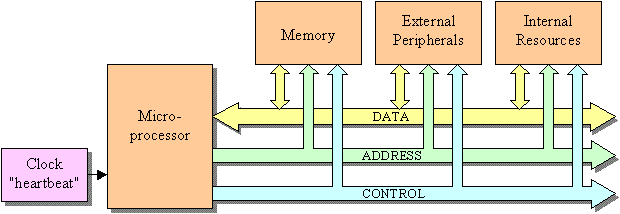 Memory
External
Peripherals
Internal
Resources
Micro-
processor
DATA
Clock
"heartbeat"
ADDRESS
CONTROL